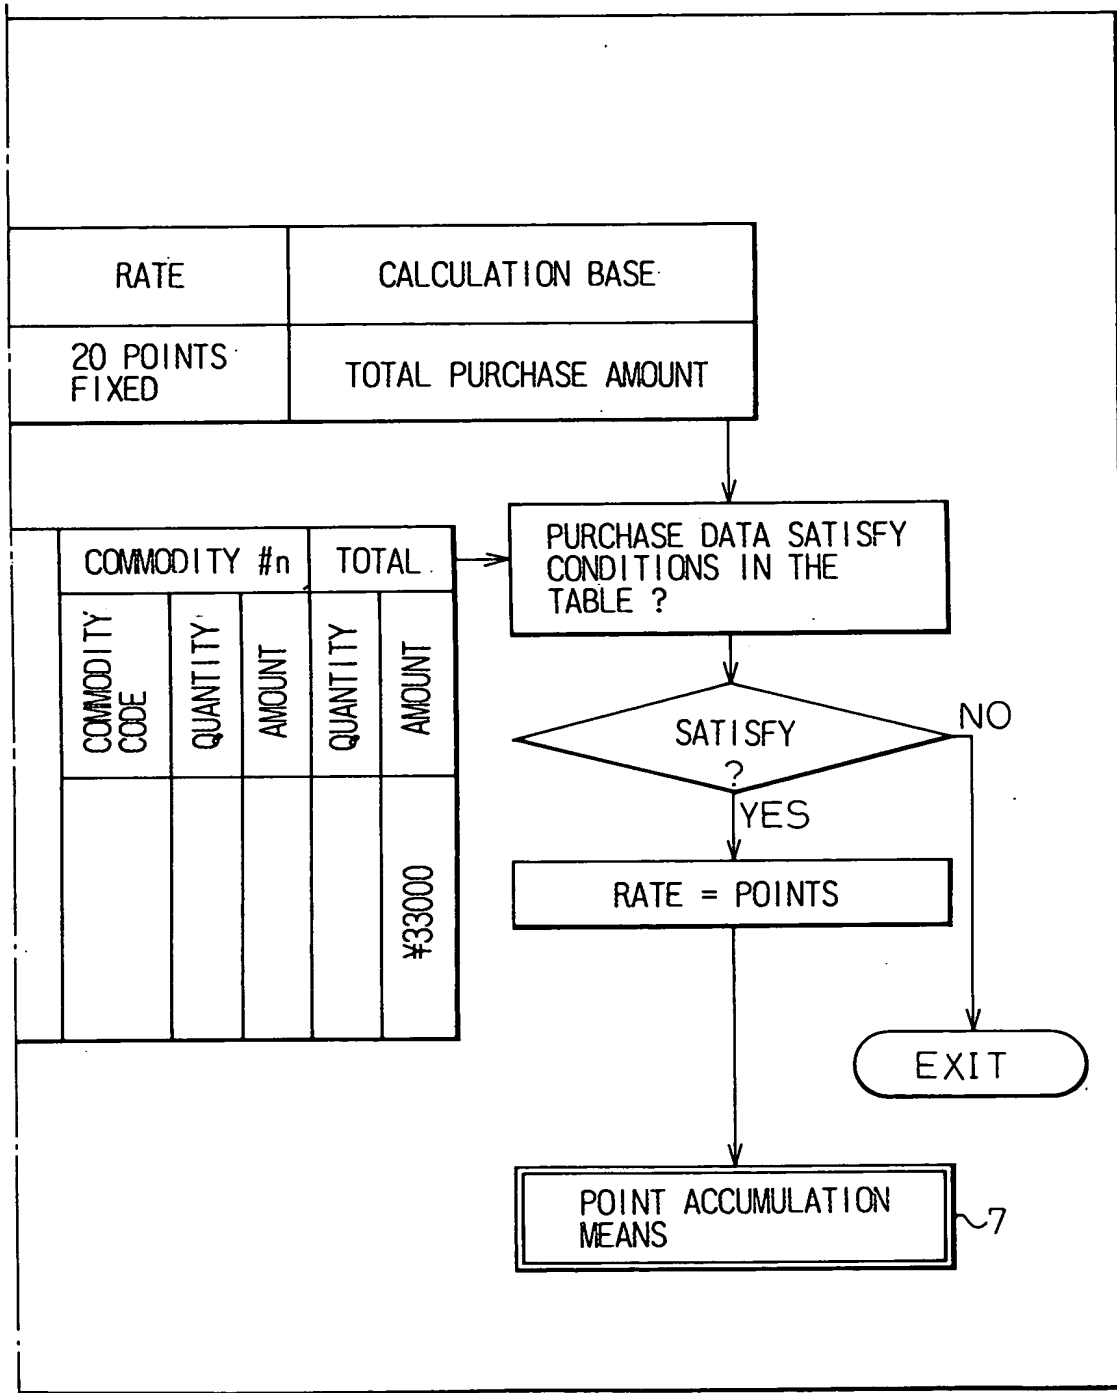 RATE
CALCULATION BASE
20 POINTS
FIXED
TOTAL PURCHASE AMOUNT
COMMODITY #n
TOTAL
COMMODITY
CODE
QUANTITY
AMOUNT
QUANTITY
AMOUNT
¥33000
PURCHASE DATA SATISFY
CONDITIONS IN THE
TABLE ?
SATISFY
?
NO
YES
RATE = POINTS
EXIT
POINT ACCUMULATION
MEANS
7